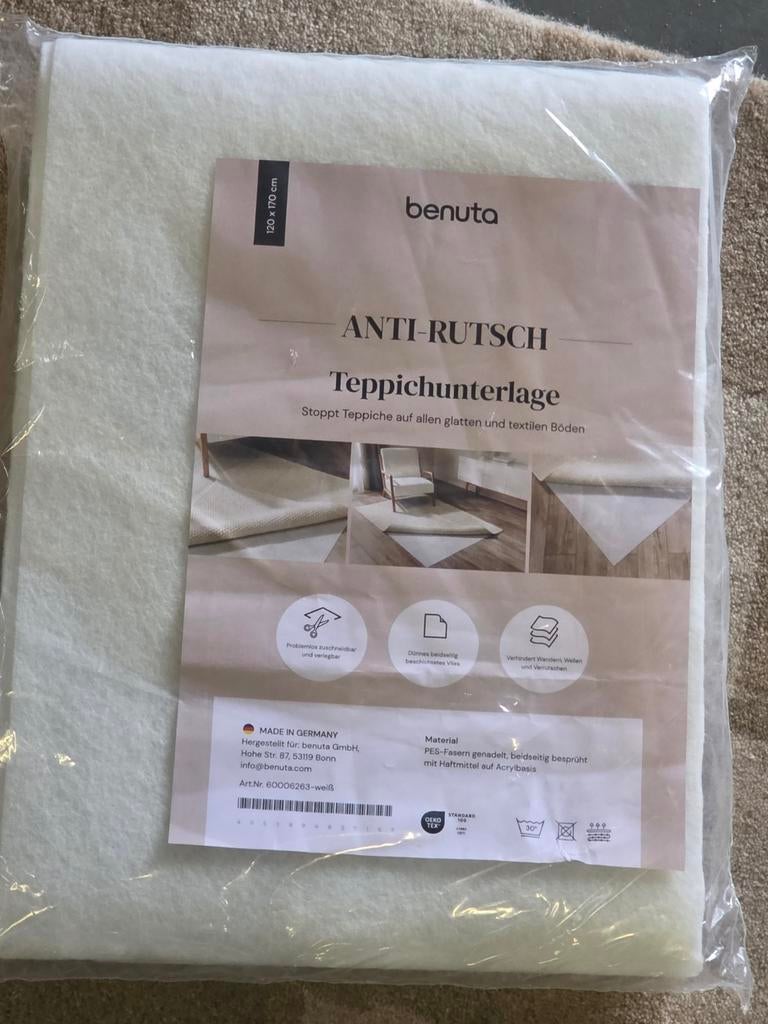 120 x 170 cm
benuta
ANTI-RUTSCH
Teppichunterlage
Stoppt Teppiche auf allen glatten und textilen Böden
Problemlos zuschneidbar
und verlegbar
Dünnes beidseitig
beschichtetes Vlies
Verhindert Wandern, Wellen
und Verrutschen
MADE IN GERMANY
Hergestellt für: benuta GmbH,
Hohe Str. 87, 53119 Bonn
info@benuta.com
Art.Nr. 60006263-weiß
Material
PES-Fasern genadelt, beidseitig besprüht
mit Haftmittel auf Acrylbasis
OEKO
TEX®
STANDARD
100
30°